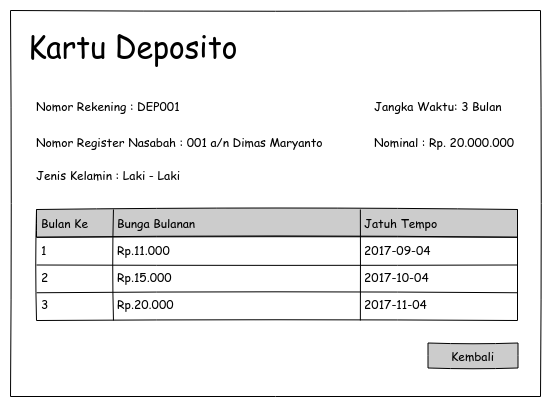 Kartu Deposito
Nomor Rekening : DEP001 Jangka Waktu: 3 Bulan
Nomor Register Nasabah : 001 a/n Dimas Maryanto Nominal : Rp. 20.000.000
Jenis Kelamin : Laki - Laki
Bulan Ke Bunga Bulanan Jatuh Tempo
1 Rp.11.000 2017-09-04
2 Rp.15.000 2017-10-04
3 Rp.20.000 2017-11-04
Kembali